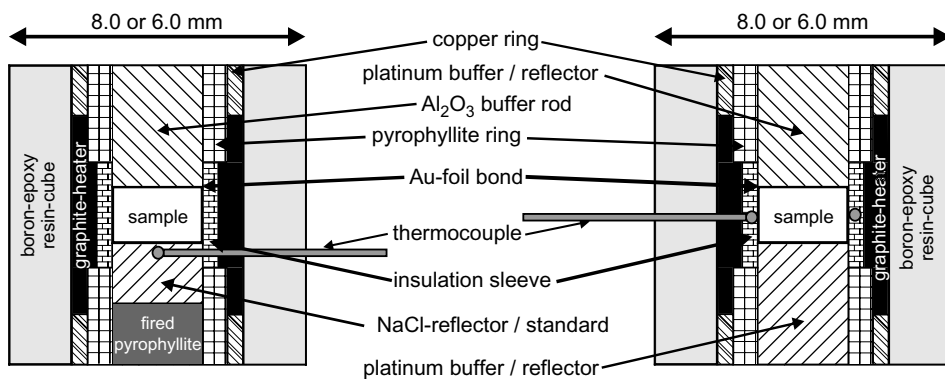 8.0 or 6.0 mm
8.0 or 6.0 mm
copper ring
platinum buffer / reflector
Al2O3 buffer rod
pyrophyllite ring
Au-foil bond
thermocouple
insulation sleeve
NaCl-reflector / standard
platinum buffer / reflector
boron-epoxy
resin-cube
graphite-heater
sample
fired
pyrophyllite
sample
graphite-heater
boron-epoxy
resin-cube